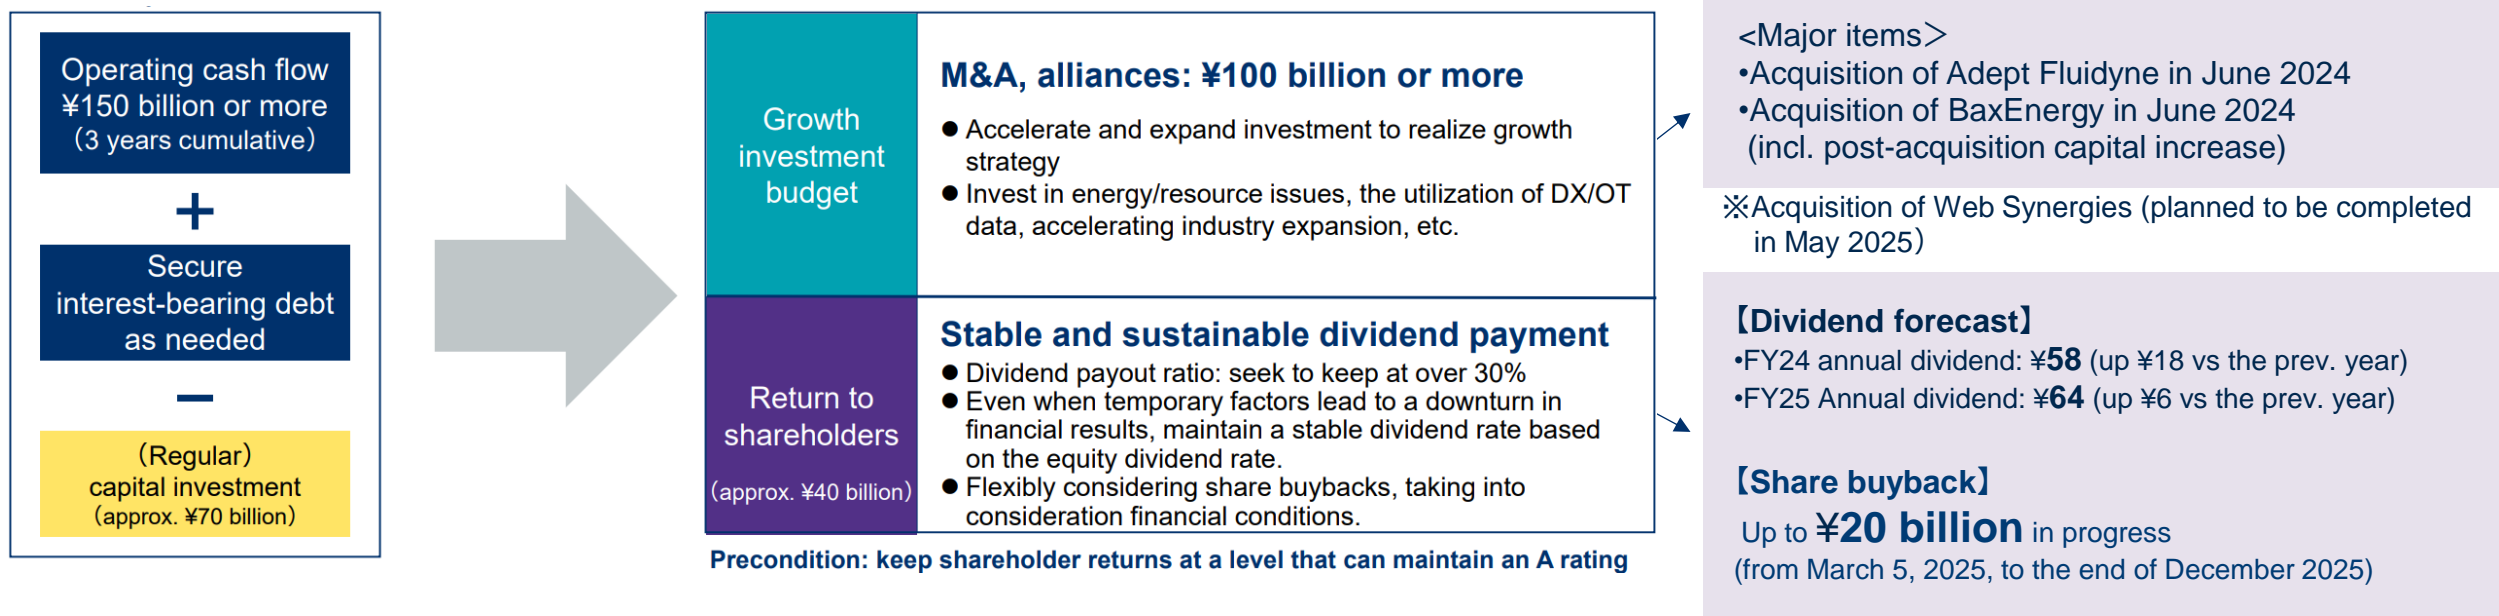 Operating cash flow
¥150 billion or more
（3 years cumulative）
+
Secure
interest-bearing debt
as needed
−
（Regular）
capital investment
（approx. ¥70 billion）
Growth
investment
budget
M&A, alliances: ¥100 billion or more
● Accelerate and expand investment to realize growth
strategy
● Invest in energy/resource issues, the utilization of DX/OT
data, accelerating industry expansion, etc.
Return to
shareholders
（approx. ¥40 billion）
Stable and sustainable dividend payment
● Dividend payout ratio: seek to keep at over 30%
● Even when temporary factors lead to a downturn in
financial results, maintain a stable dividend rate based
on the equity dividend rate.
● Flexibly considering share buybacks, taking into
consideration financial conditions.
Precondition: keep shareholder returns at a level that can maintain an A rating
<Major items＞
•Acquisition of Adept Fluidyne in June 2024
•Acquisition of BaxEnergy in June 2024
(incl. post-acquisition capital increase)
※Acquisition of Web Synergies (planned to be completed
in May 2025）
【Dividend forecast】
•FY24 annual dividend: ¥58 (up ¥18 vs the prev. year)
•FY25 Annual dividend: ¥64 (up ¥6 vs the prev. year)
【Share buyback】
Up to ¥20 billion in progress
(from March 5, 2025, to the end of December 2025)